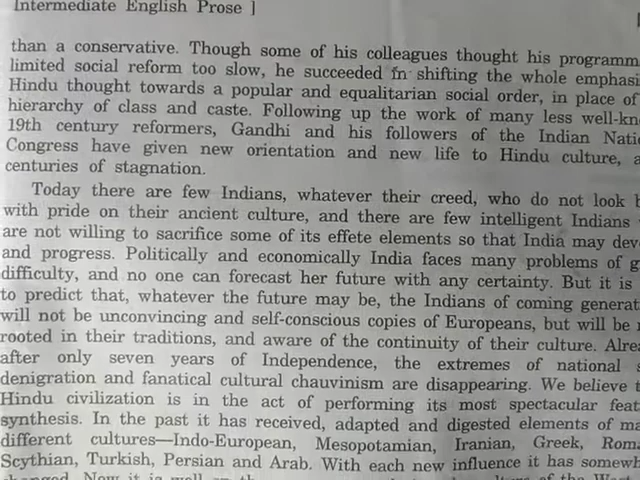 Intermediate English Prose ]
than a conservative. Though some of his colleagues thought his programm
limited social reform too slow, he succeeded in shifting the whole emphasi
Hindu thought towards a popular and equalitarian social order, in place of
hierarchy of class and caste. Following up the work of many less well-kn
19th century reformers, Gandhi and his followers of the Indian Natio
Congress have given new orientation and new life to Hindu culture, a
centuries of stagnation.
Today there are few Indians, whatever their creed, who do not look b
with pride on their ancient culture, and there are few intelligent Indians
are not willing to sacrifice some of its effete elements so that India may deve
and progress. Politically and economically India faces many problems of g
difficulty, and no one can forecast her future with any certainty. But it is
to predict that, whatever the future may be, the Indians of coming generat
will not be unconvincing and self-conscious copies of Europeans, but will be
rooted in their traditions, and aware of the continuity of their culture. Alrea
after only seven years of Independence, the extremes of national s
denigration and fanatical cultural chauvinism are disappearing. We believe t
Hindu civilization is in the act of performing its most spectacular feat
synthesis. In the past it has received, adapted and digested elements of ma
different cultures—Indo-European, Mesopotamian, Iranian, Greek, Roma
Scythian, Turkish, Persian and Arab. With each new influence it has somewh